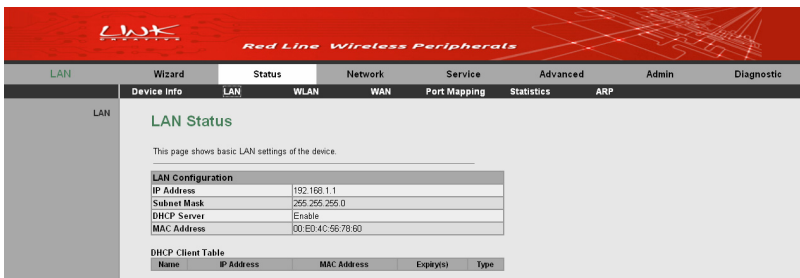 LINK
CREATIVE
Red Line Wireless Peripherals
LAN Wizard Status Network Service Advanced Admin Diagnostic
Device Info LAN WLAN WAN Port Mapping Statistics ARP
LAN
LAN Status
This page shows basic LAN settings of the device.
LAN Configuration
IP Address 192.168.1.1
Subnet Mask 255.255.255.0
DHCP Server Enable
MAC Address 00:E0:4C:56:78:60
DHCP Client Table
Name IP Address MAC Address Expiry(s) Type